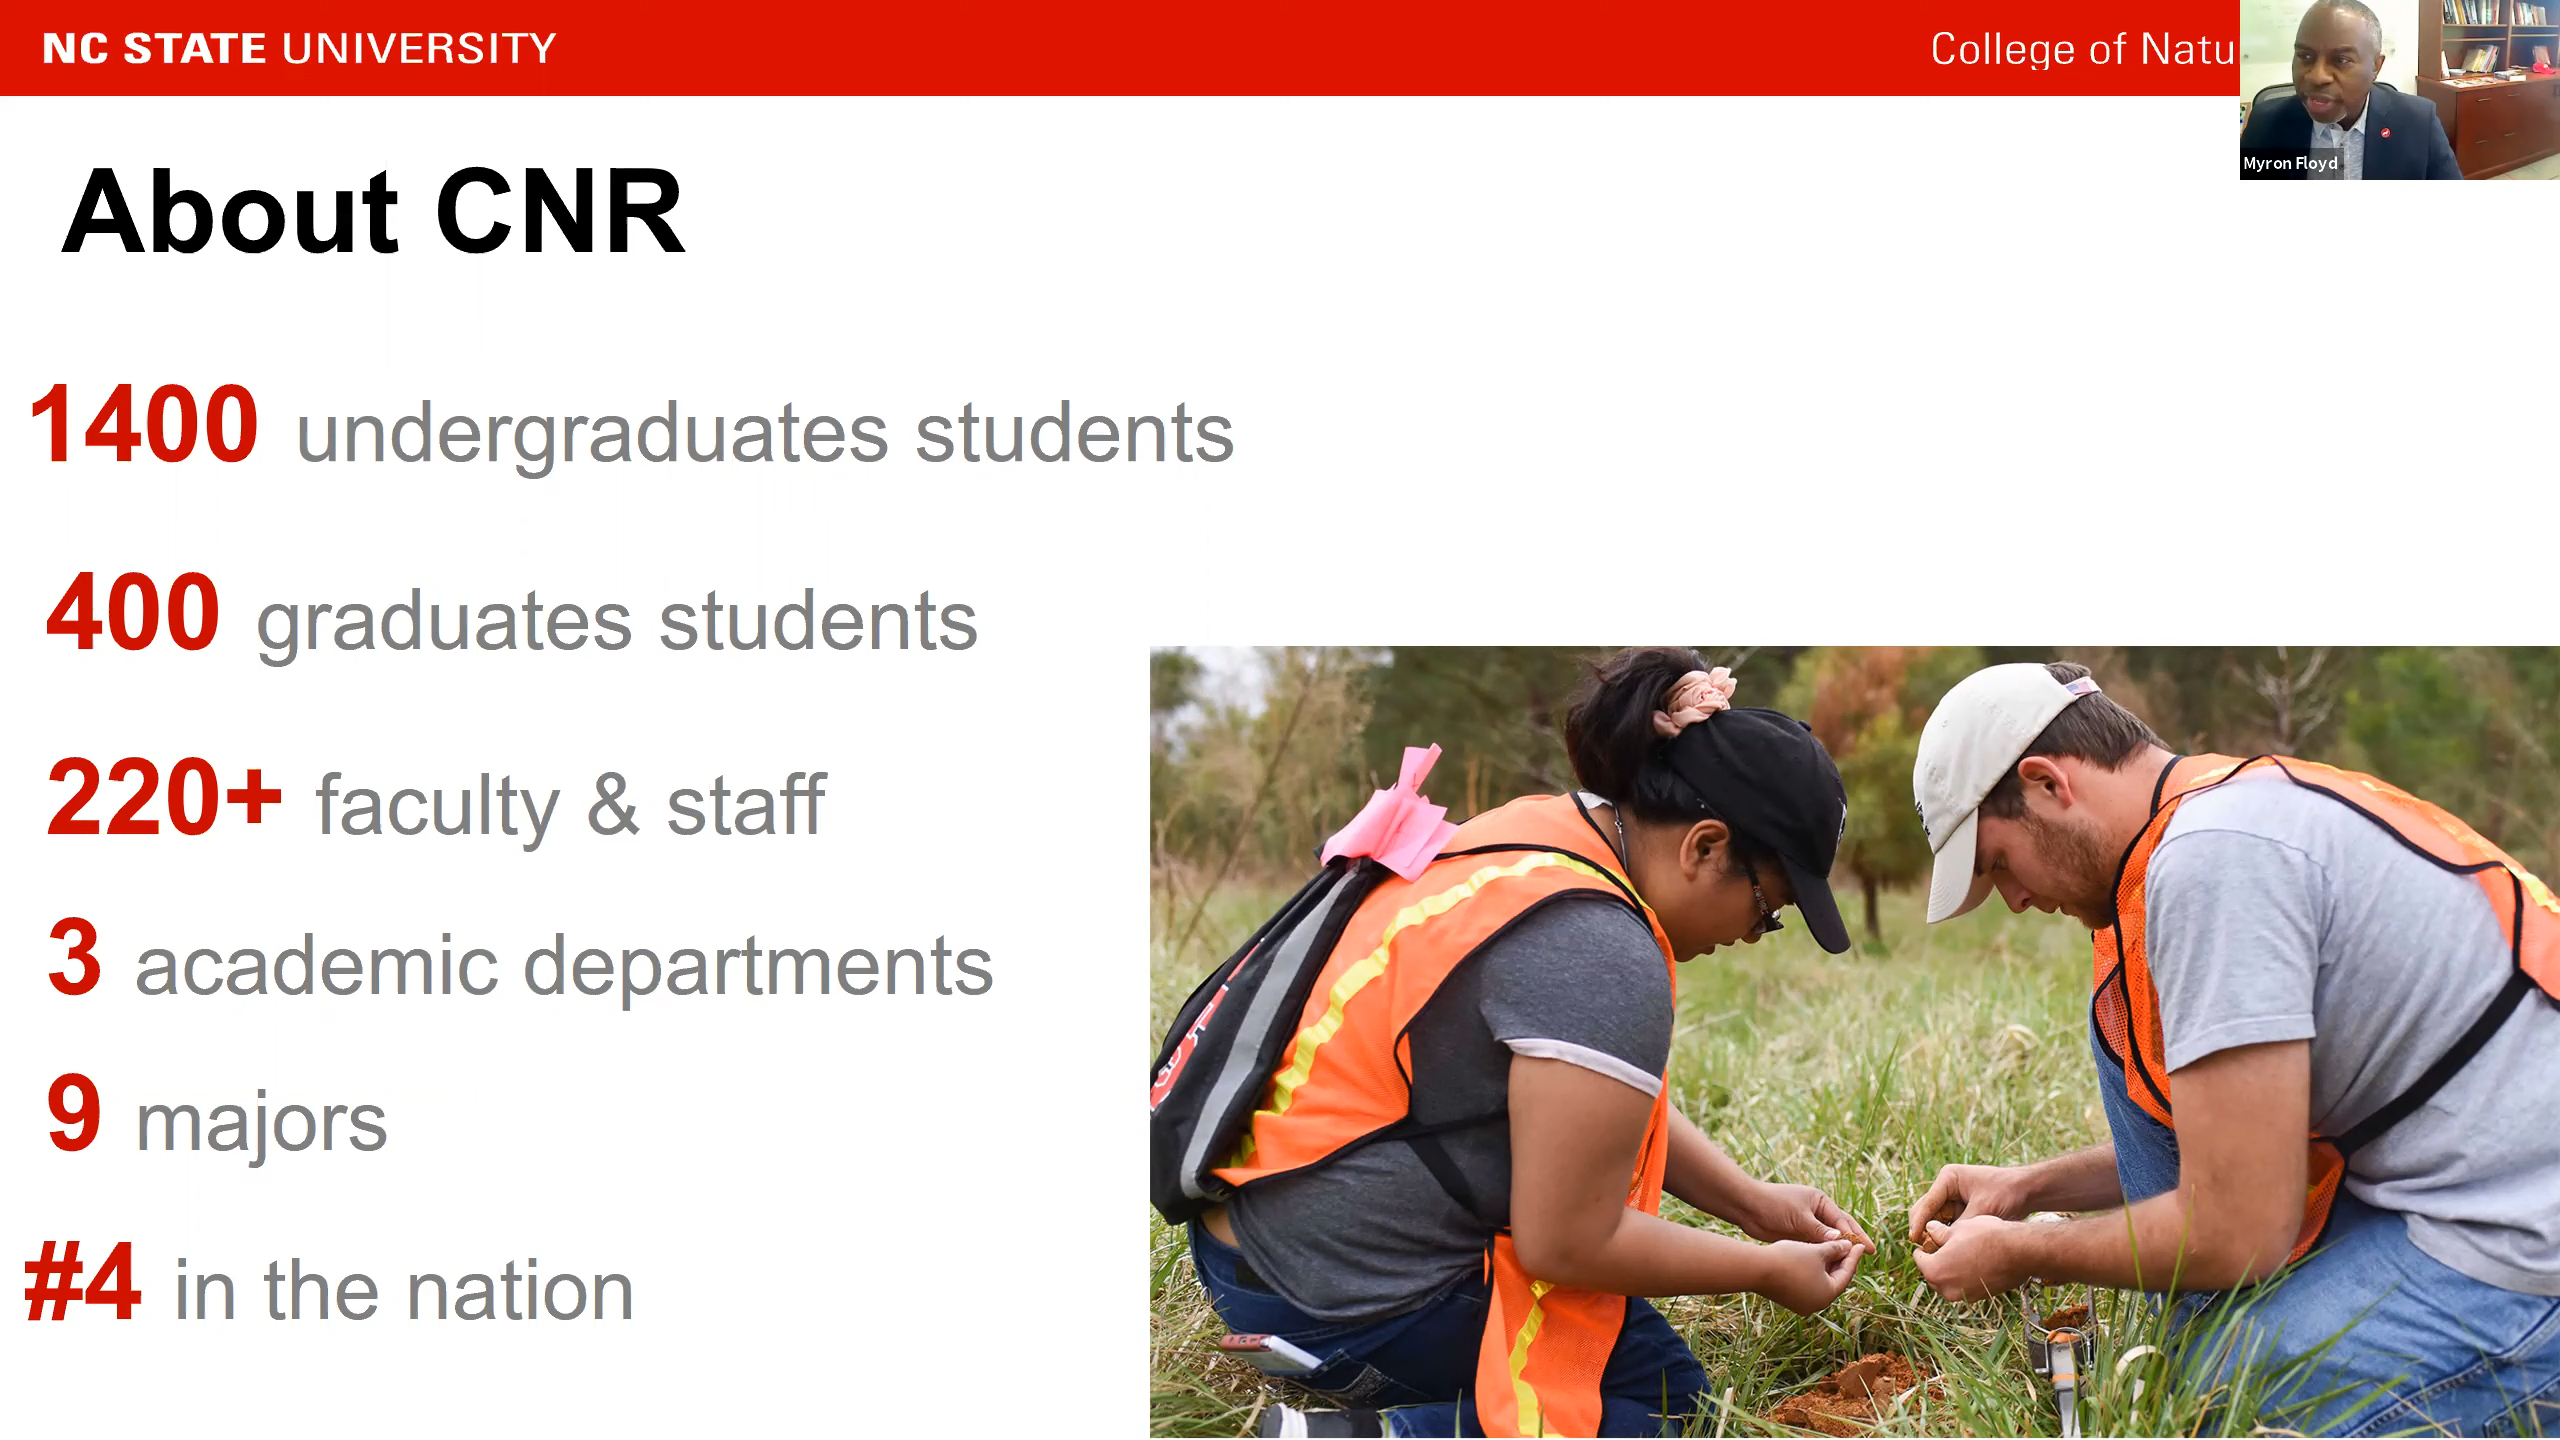 NC STATE UNIVERSITY
College of Natu
Myron Floyd
About CNR
1400 undergraduates students
400 graduates students
220+ faculty & staff
3 academic departments
9 majors
#4 in the nation